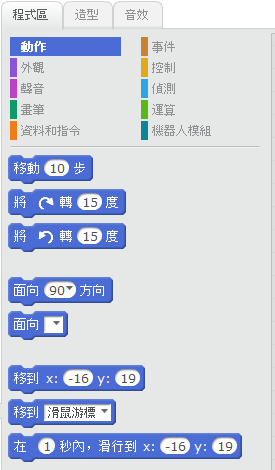 程式區 造型 音效
動作 事件
外觀 控制
聲音 偵測
畫筆 運算
資料和指令 機器人模組
移動 10 步
將 轉 15 度
將 轉 15 度
面向 90 方向
面向
移到 x: -16 y: 19
移到 滑鼠游標
在 1 秒內，滑行到 x: -16 y: 19